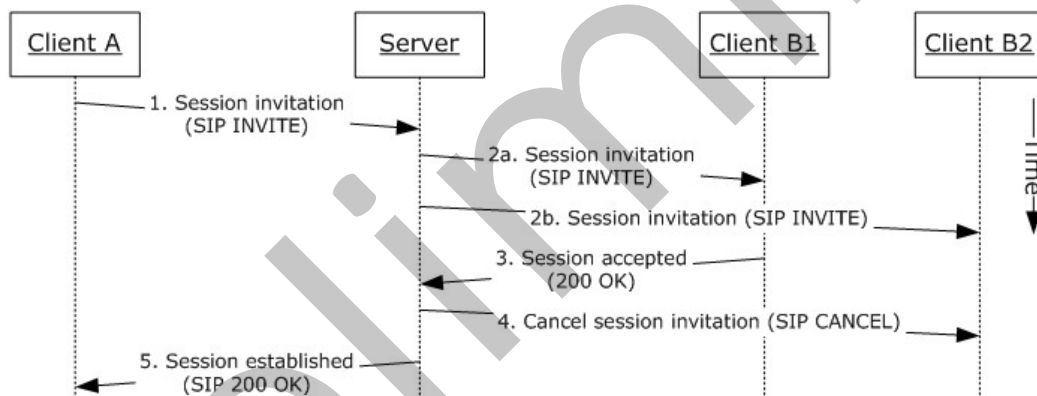 Client A
Server
Client B1
Client B2
1. Session invitation
(SIP INVITE)
2a. Session invitation
(SIP INVITE)
2b. Session invitation (SIP INVITE)
3. Session accepted
(200 OK)
4. Cancel session invitation (SIP CANCEL)
5. Session established
(SIP 200 OK)
Time